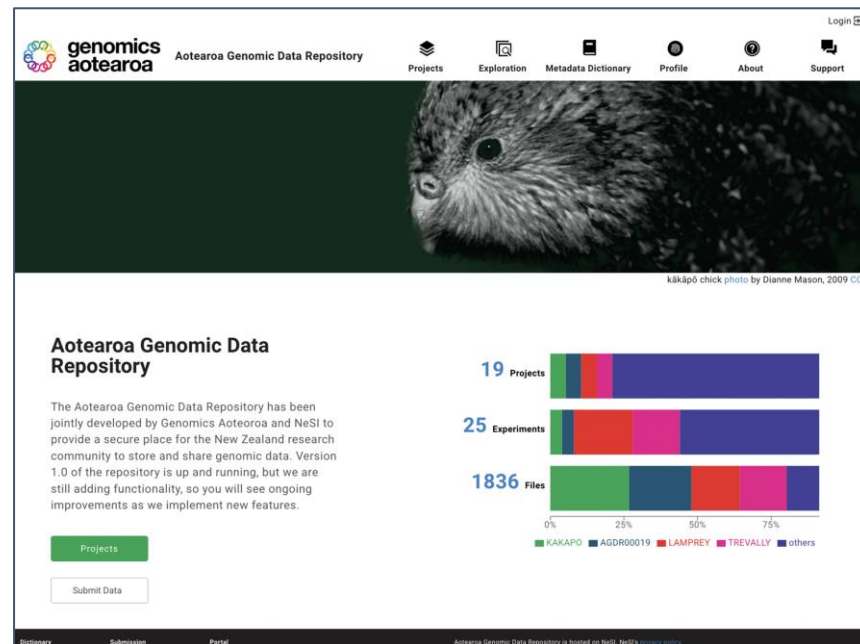 Login
genomics
aotearoa
Aotearoa Genomic Data Repository
Projects
Exploration
Metadata Dictionary
Profile
About
Support
kākāpō chick photo by Dianne Mason, 2009 CC
Aotearoa Genomic Data
Repository
The Aotearoa Genomic Data Repository has been
jointly developed by Genomics Aoteoroa and NeSI to
provide a secure place for the New Zealand research
community to store and share genomic data. Version
1.0 of the repository is up and running, but we are
still adding functionality, so you will see ongoing
improvements as we implement new features.
Projects
Submit Data
19 Projects
25 Experiments
1836 Files
0% 25% 50% 75%
KAKAPO AGDR00019 LAMPREY TREVALLY others
Dictionary Submission Portal
Aotearoa Genomic Data Repository is hosted on NeSI. NeSI's privacy policy